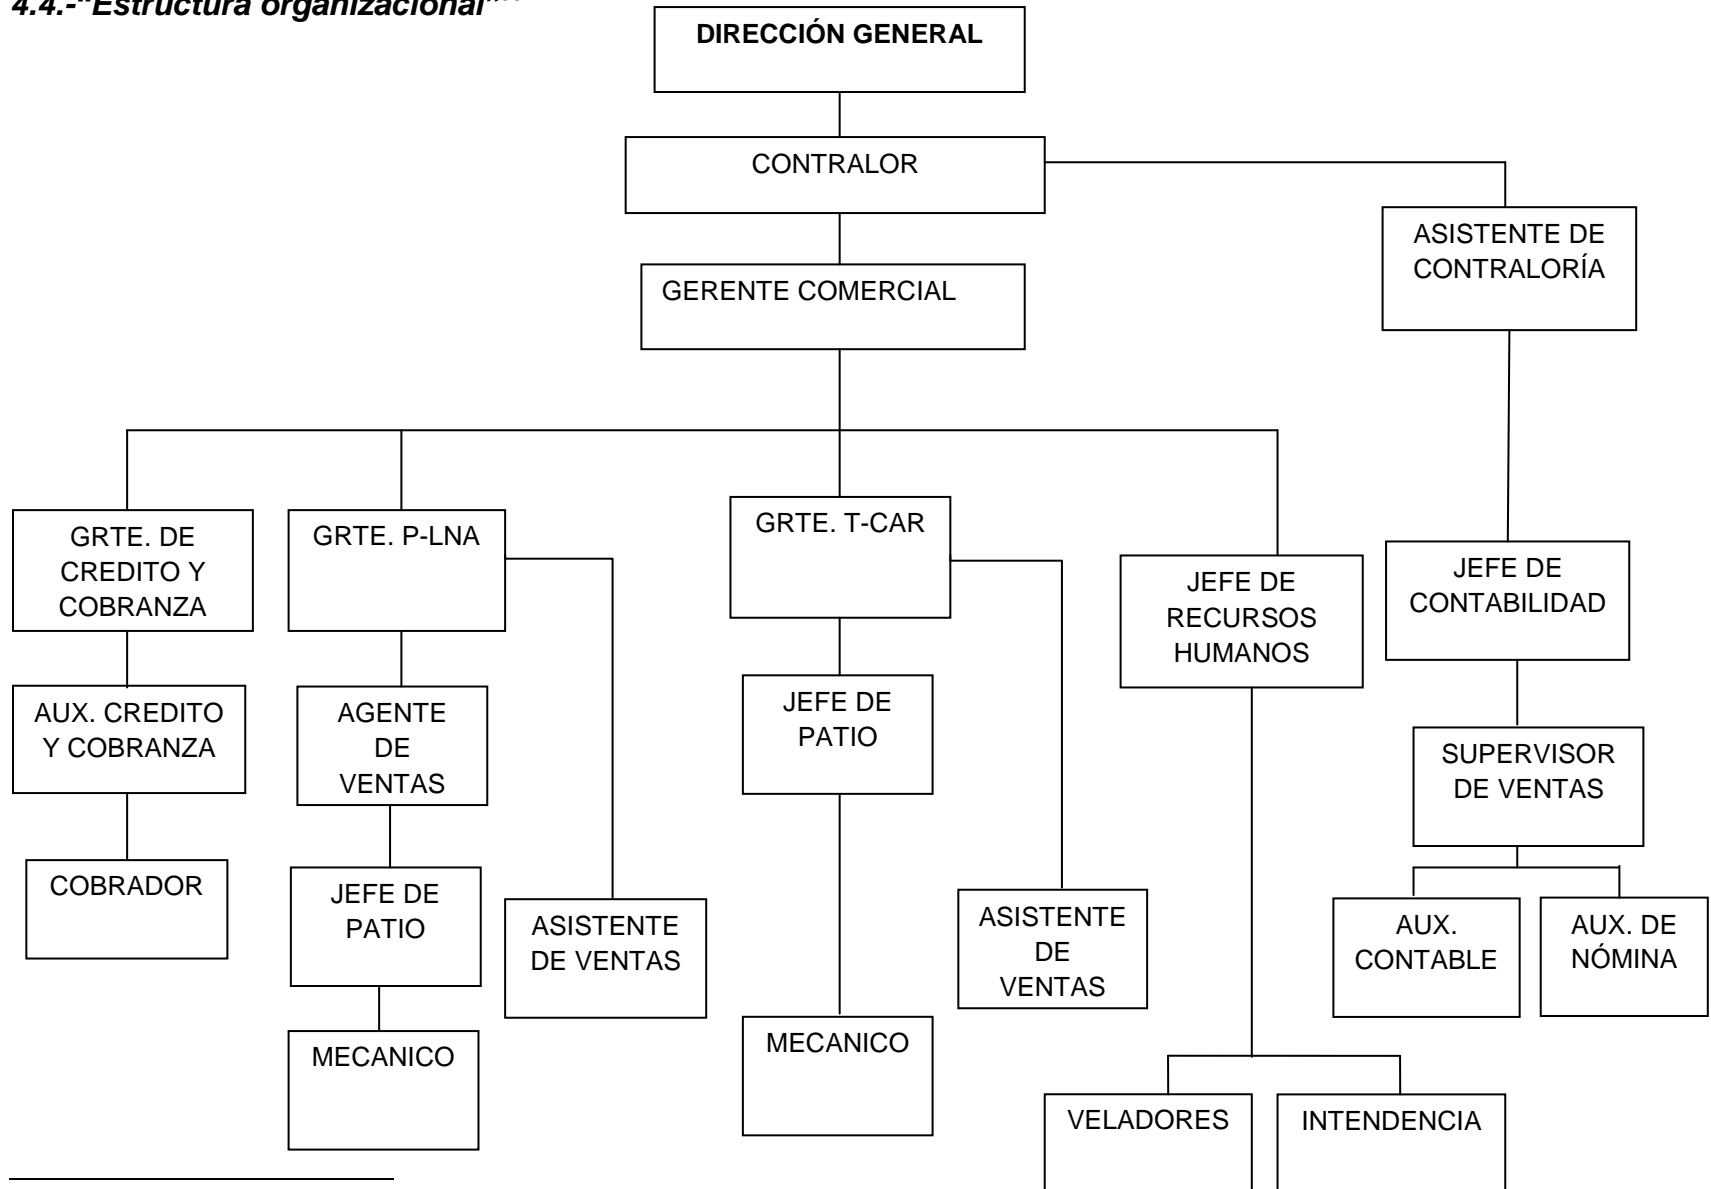 4.4.-“Estructura organizacional”
DIRECCIÓN GENERAL
CONTRALOR
ASISTENTE DE
CONTRALORÍA
GERENTE COMERCIAL
GRTE. DE
CREDITO Y
COBRANZA
GRTE. P-LNA
GRTE. T-CAR
JEFE DE
RECURSOS
HUMANOS
JEFE DE
CONTABILIDAD
AUX. CREDITO
Y COBRANZA
AGENTE
DE
VENTAS
JEFE DE
PATIO
SUPERVISOR
DE VENTAS
COBRADOR
JEFE DE
PATIO
ASISTENTE
DE VENTAS
ASISTENTE
DE
VENTAS
AUX.
CONTABLE
AUX. DE
NÓMINA
MECANICO
MECANICO
VELADORES
INTENDENCIA